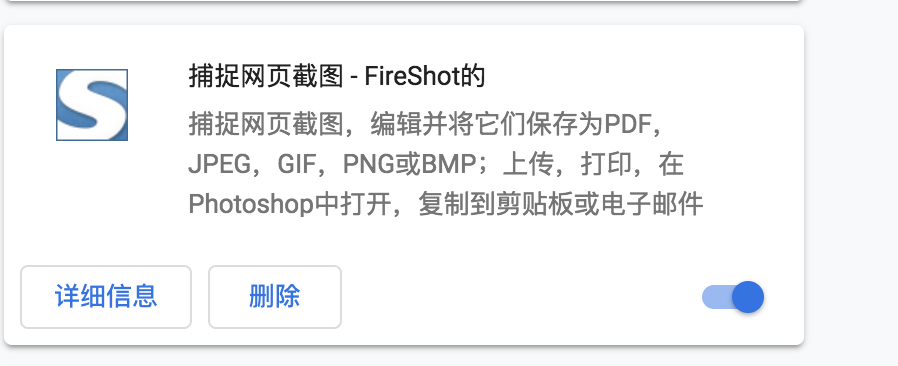 捕捉网页截图 - FireShot的
捕捉网页截图，编辑并将它们保存为PDF，
JPEG，GIF，PNG或BMP；上传，打印，在
Photoshop中打开，复制到剪贴板或电子邮件
详细信息
删除